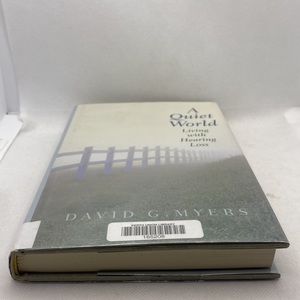 A
Quiet
World
Living
with
Hearing
Loss
DAVID G. MYERS